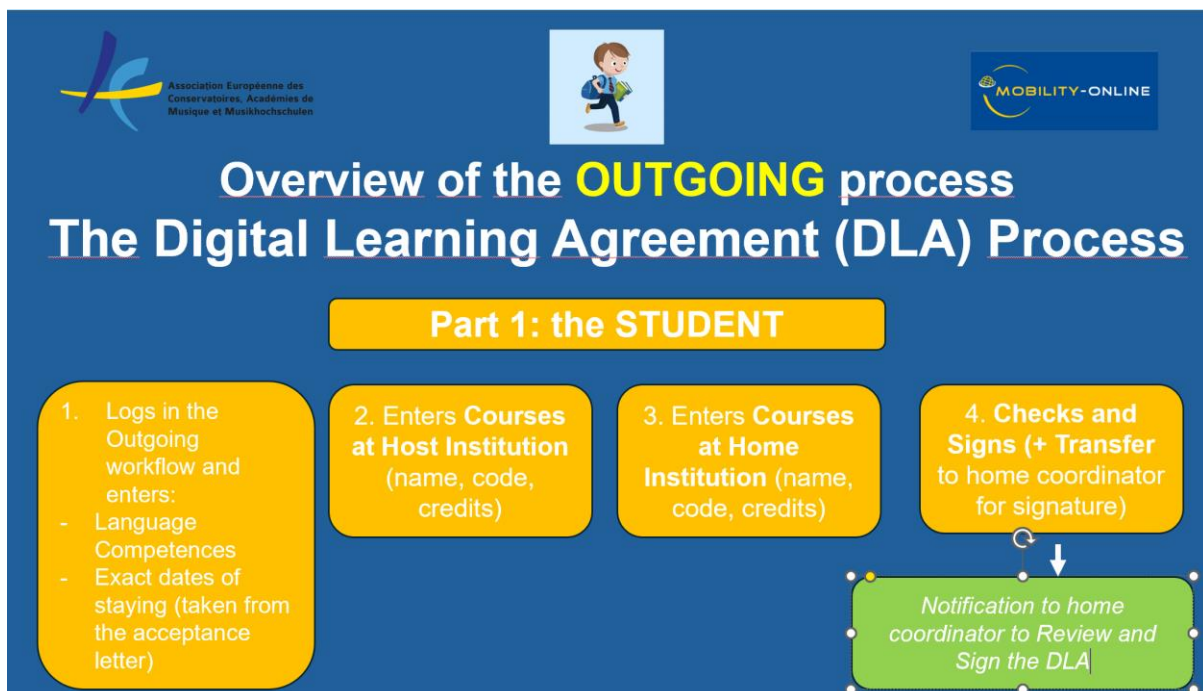 Association Européenne des
Conservatoires, Académies de
Musique et Musikhochschulen
MOBILITY-ONLINE
Overview of the OUTGOING process
The Digital Learning Agreement (DLA) Process
Part 1: the STUDENT
1. Logs in the
Outgoing
workflow and
enters:
- Language
Competences
- Exact dates of
staying (taken from
the acceptance
letter)
2. Enters Courses
at Host Institution
(name, code,
credits)
3. Enters Courses
at Home
Institution (name,
code, credits)
4. Checks and
Signs (+ Transfer
to home coordinator
for signature)
Notification to home
coordinator to Review and
Sign the DLA